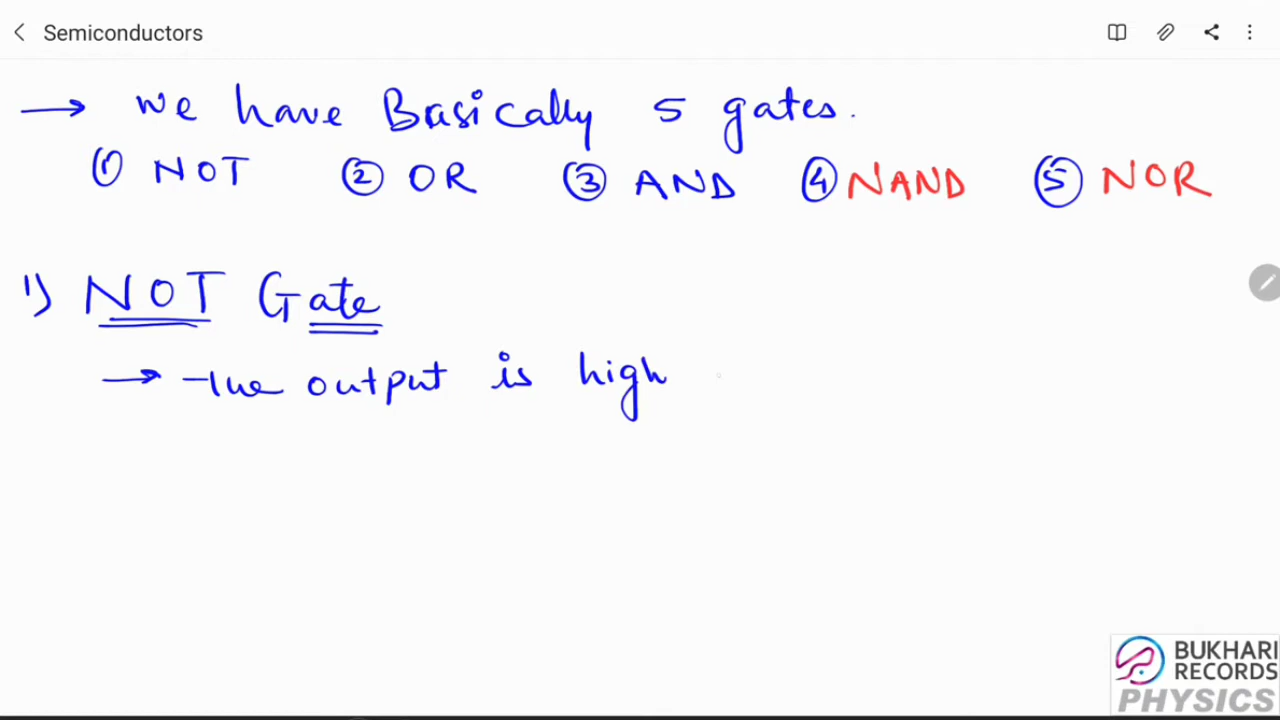 Semiconductors
→ We have Basically 5 gates.
① NOT ② OR ③ AND ④ NAND ⑤ NOR
1) NOT Gate
→ The output is high
BUKHARI
RECORDS
PHYSICS